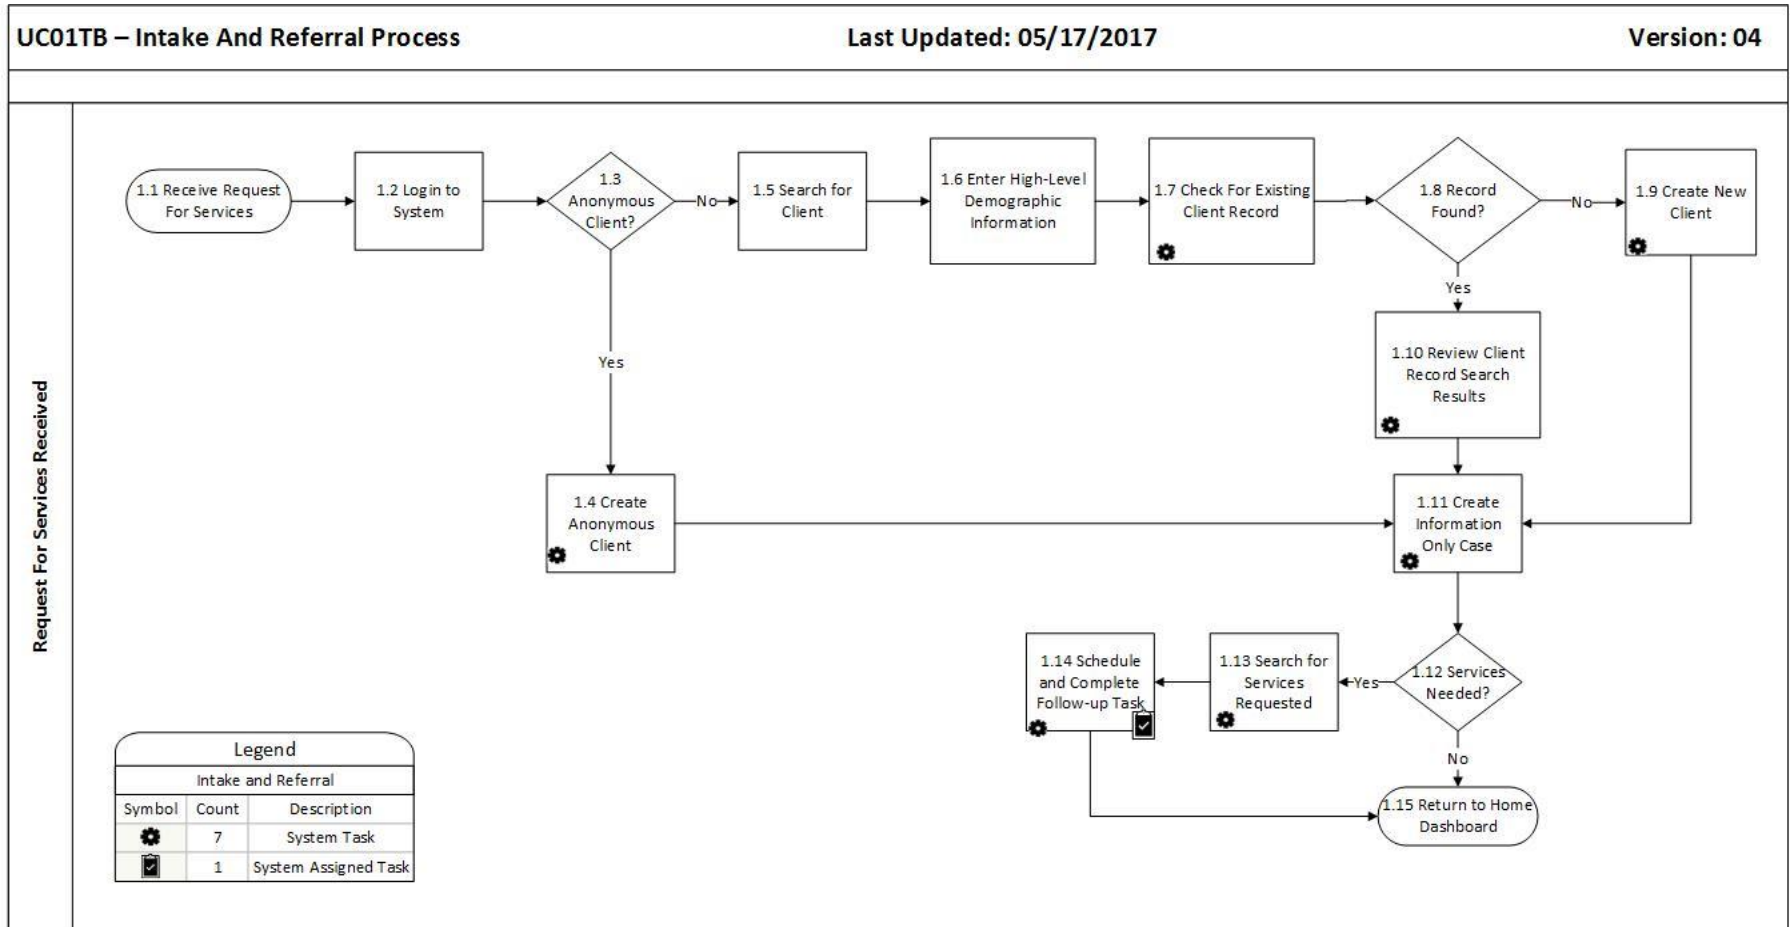 UC01TB – Intake And Referral Process
Last Updated: 05/17/2017
Version: 04
Request For Services Received
1.1 Receive Request
For Services
1.2 Login to
System
1.3
Anonymous
Client?
No
1.5 Search for
Client
1.6 Enter High-Level
Demographic
Information
1.7 Check For Existing
Client Record
1.8 Record
Found?
No
1.9 Create New
Client
Yes
Yes
1.10 Review Client
Record Search
Results
1.4 Create
Anonymous
Client
1.11 Create
Information
Only Case
1.12 Services
Needed?
Yes
1.13 Search for
Services
Requested
1.14 Schedule
and Complete
Follow-up Task
No
1.15 Return to Home
Dashboard
Legend
Intake and Referral
Symbol Count Description
7 System Task
1 System Assigned Task